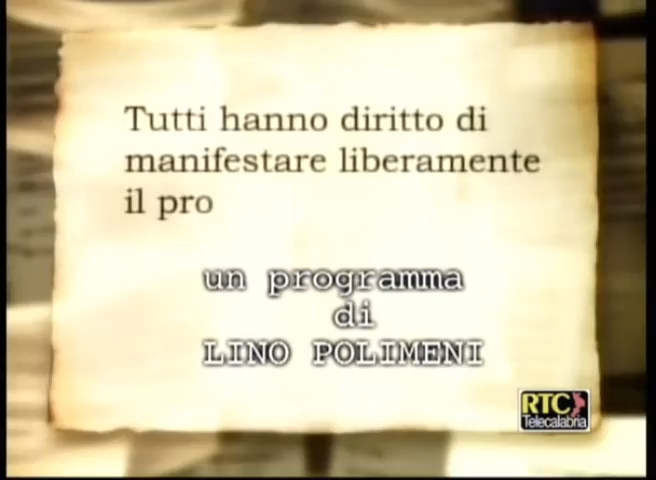 Tutti hanno diritto di
manifestare liberamente
il pro
un programma
di
LINO POLIMENI
RTC
Telecalabria